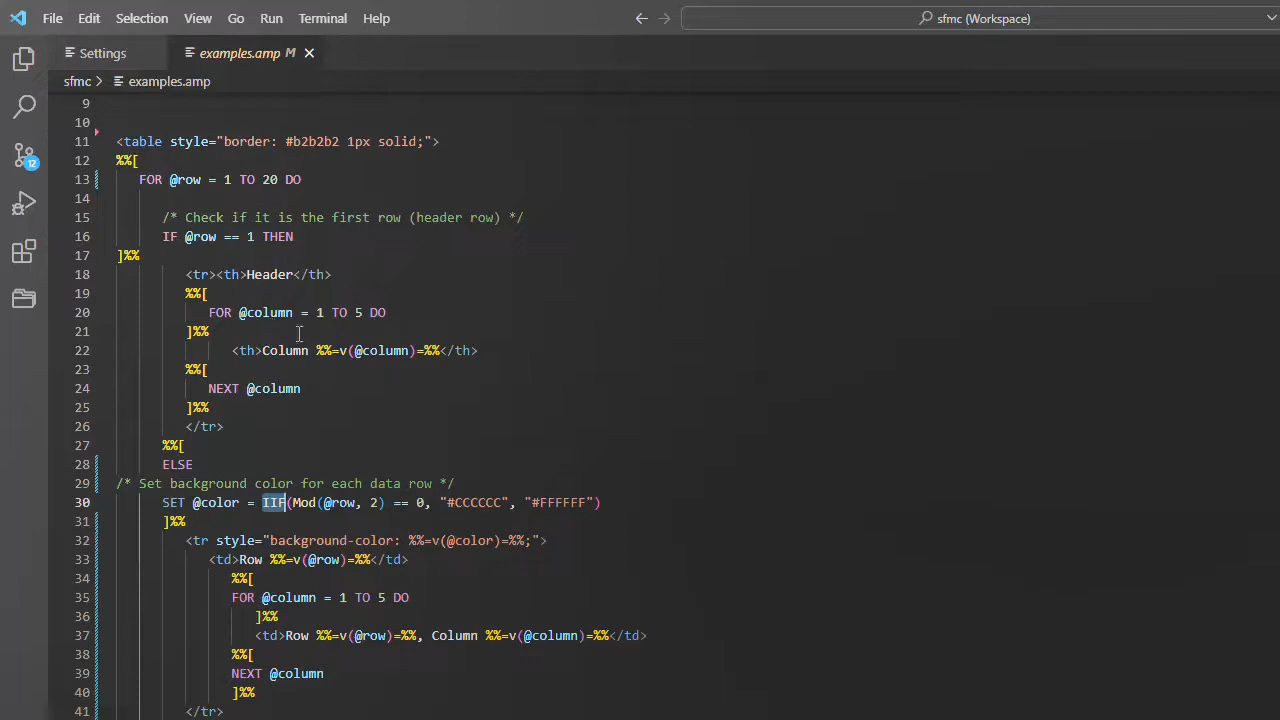 File Edit Selection View Go Run Terminal Help
sfmc (Workspace)
Settings
examples.amp M
sfmc > examples.amp
9
10
11 <table style="border: #b2b2b2 1px solid;">
12 %%[
13 FOR @row = 1 TO 20 DO
14
15 /* Check if it is the first row (header row) */
16 IF @row == 1 THEN
17 ]%%
18 <tr><th>Header</th>
19 %%[
20 FOR @column = 1 TO 5 DO
21 ]%%
22 <th>Column %%=v(@column)=%%</th>
23 %%[
24 NEXT @column
25 ]%%
26 </tr>
27 %%[
28 ELSE
29 /* Set background color for each data row */
30 SET @color = IIF(Mod(@row, 2) == 0, "#CCCCCC", "#FFFFFF")
31 ]%%
32 <tr style="background-color: %%=v(@color)=%%;">
33 <td>Row %%=v(@row)=%%</td>
34 %%[
35 FOR @column = 1 TO 5 DO
36 ]%%
37 <td>Row %%=v(@row)=%%, Column %%=v(@column)=%%</td>
38 %%[
39 NEXT @column
40 ]%%
41 </tr>
12